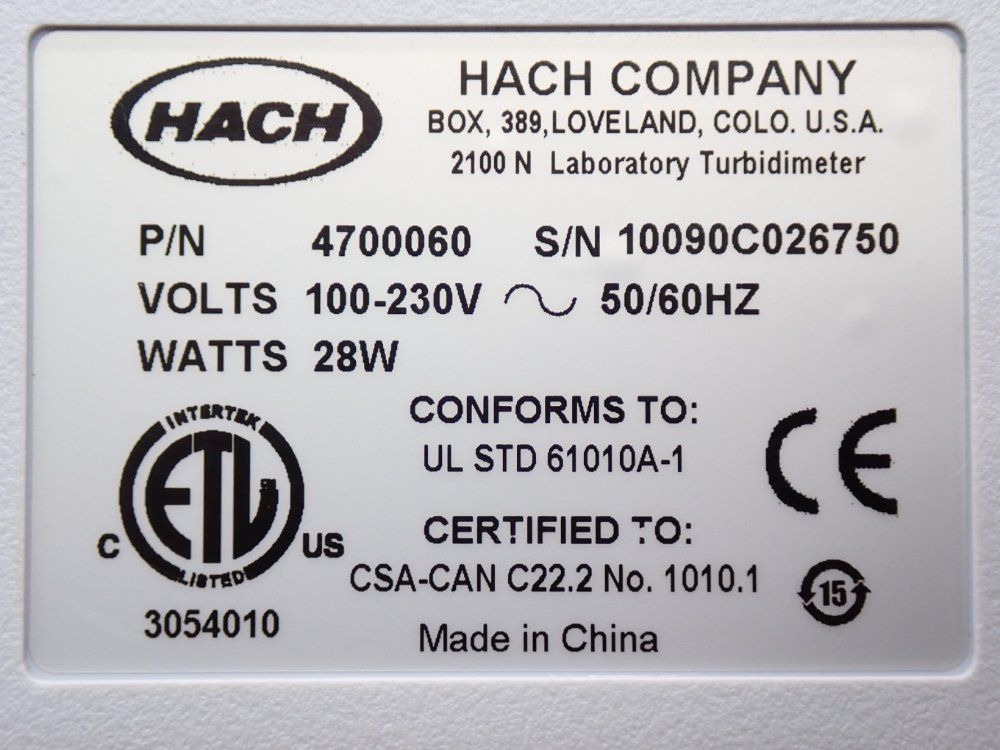 HACH
HACH COMPANY
BOX, 389,LOVELAND, COLO. U.S.A.
2100 N Laboratory Turbidimeter
P/N 4700060 S/N 10090C026750
VOLTS 100-230V 50/60HZ
WATTS 28W
CONFORMS TO:
UL STD 61010A-1
CERTIFIED TO:
CSA-CAN C22.2 No. 1010.1
Made in China
INTERTEK
ETL
C US
LISTED
3054010
CE
15